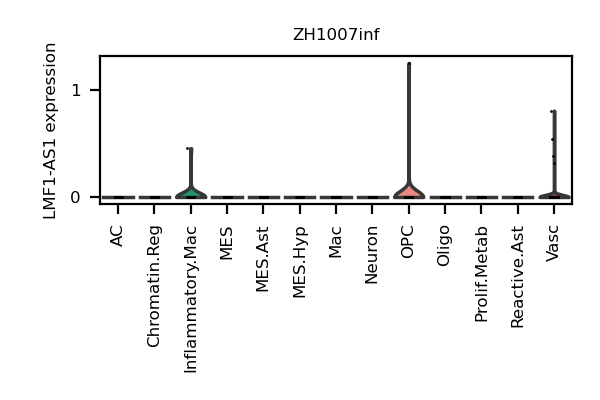 ZH1007inf
LMF1-AS1 expression
1
0
AC
Chromatin.Reg
Inflammatory.Mac
MES
MES.Ast
MES.Hyp
Mac
Neuron
OPC
Oligo
Prolif.Metab
Reactive.Ast
Vasc